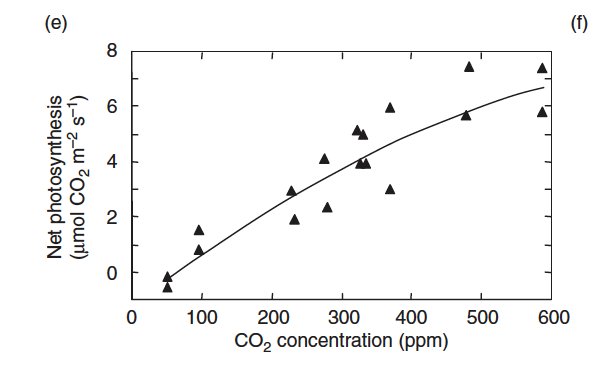 (e)
(f)
8
6
4
2
0
Net photosynthesis
(μmol CO₂ m⁻² s⁻¹)
0 100 200 300 400 500 600
CO₂ concentration (ppm)